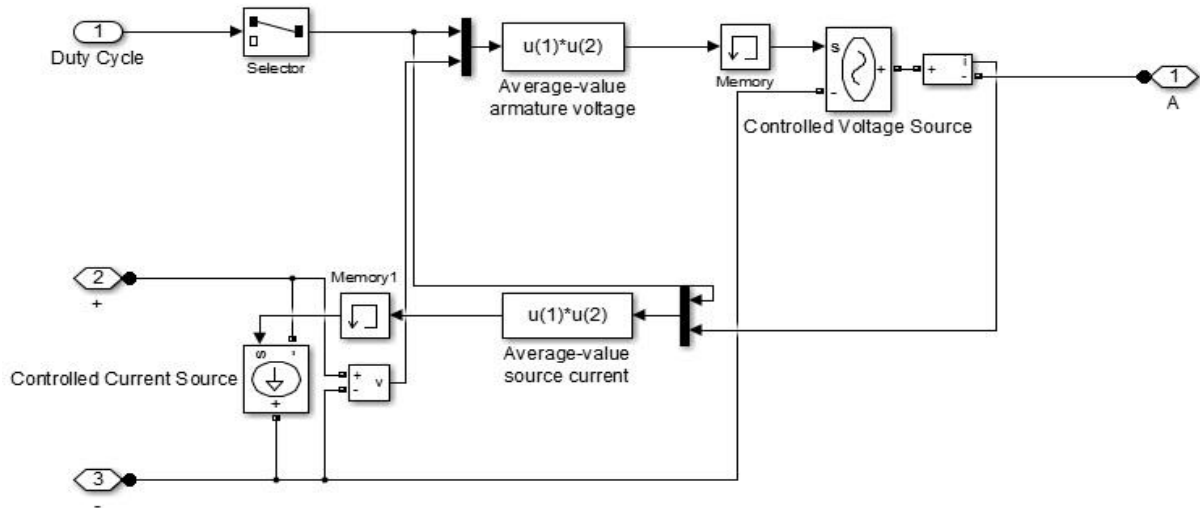 1
Duty Cycle
Selector
u(1)*u(2)
Average-value
armature voltage
Memory
s
+
-
Controlled Voltage Source
+
i
-
1
A
2
+
Memory1
u(1)*u(2)
Average-value
source current
s
-
+
Controlled Current Source
+
-
v
3
-